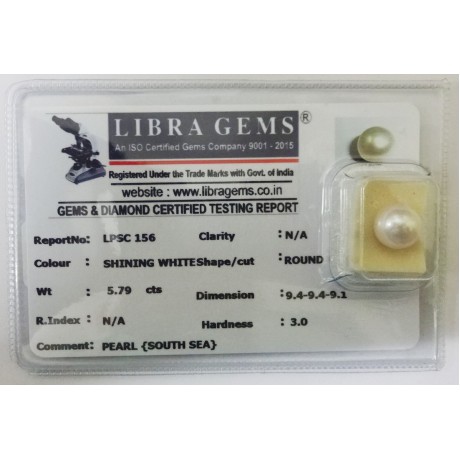 LIBRA GEMS ®
An ISO Certified Gems Company 9001 - 2015
Registered Under the Trade Marks with Govt. of India
website : www.libragems.co.in
GEMS & DIAMOND CERTIFIED TESTING REPORT
ReportNo: LPSC 156 Clarity : N/A
Colour : SHINING WHITE Shape/cut : ROUND
Wt : 5.79 cts Dimension : 9.4-9.4-9.1
R.Index : N/A Hardness : 3.0
Comment: PEARL {SOUTH SEA}